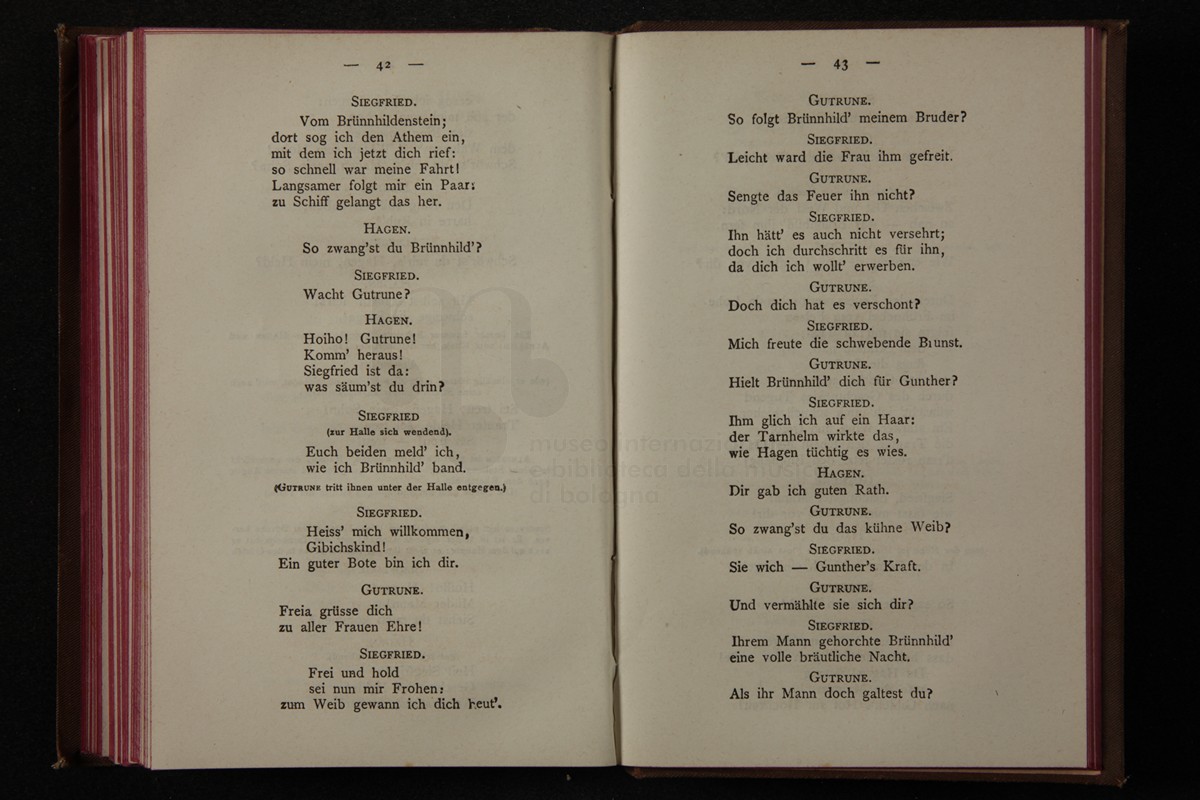 — 42 —
SIEGFRIED.
Vom Brünnhildenstein;
dort sog ich den Athem ein,
mit dem ich jetzt dich rief:
so schnell war meine Fahrt!
Langsamer folgt mir ein Paar:
zu Schiff gelangt das her.
HAGEN.
So zwang'st du Brünnhild'?
SIEGFRIED.
Wacht Gutrune?
HAGEN.
Hoiho! Gutrune!
Komm' heraus!
Siegfried ist da:
was säum'st du drin?
SIEGFRIED
(zur Halle sich wendend).
Euch beiden meld' ich,
wie ich Brünnhild' band.
(GUTRUNE tritt ihnen unter der Halle entgegen.)
SIEGFRIED.
Heiss' mich willkommen,
Gibichskind!
Ein guter Bote bin ich dir.
GUTRUNE.
Freia grüsse dich
zu aller Frauen Ehre!
SIEGFRIED.
Frei und hold
sei nun mir Frohen:
zum Weib gewann ich dich heut'.
— 43 —
GUTRUNE.
So folgt Brünnhild' meinem Bruder?
SIEGFRIED.
Leicht ward die Frau ihm gefreit.
GUTRUNE.
Sengte das Feuer ihn nicht?
SIEGFRIED.
Ihn hätt' es auch nicht versehrt;
doch ich durchschritt es für ihn,
da dich ich wollt' erwerben.
GUTRUNE.
Doch dich hat es verschont?
SIEGFRIED.
Mich freute die schwebende Brunst.
GUTRUNE.
Hielt Brünnhild' dich für Gunther?
SIEGFRIED.
Ihm glich ich auf ein Haar:
der Tarnhelm wirkte das,
wie Hagen tüchtig es wies.
HAGEN.
Dir gab ich guten Rath.
GUTRUNE.
So zwang'st du das kühne Weib?
SIEGFRIED.
Sie wich — Gunther's Kraft.
GUTRUNE.
Und vermählte sie sich dir?
SIEGFRIED.
Ihrem Mann gehorchte Brünnhild'
eine volle bräutliche Nacht.
GUTRUNE.
Als ihr Mann doch galtest du?
museo internazionale
e biblioteca della musica
di bologna